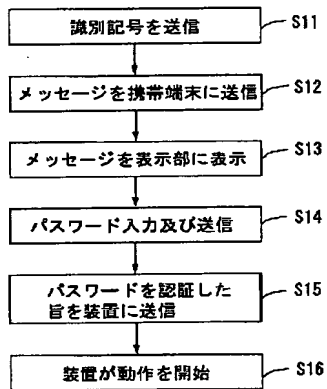 識別記号を送信
S11
メッセージを携帯端末に送信
S12
メッセージを表示部に表示
S13
パスワード入力及び送信
S14
パスワードを認証した
旨を装置に送信
S15
装置が動作を開始
S16